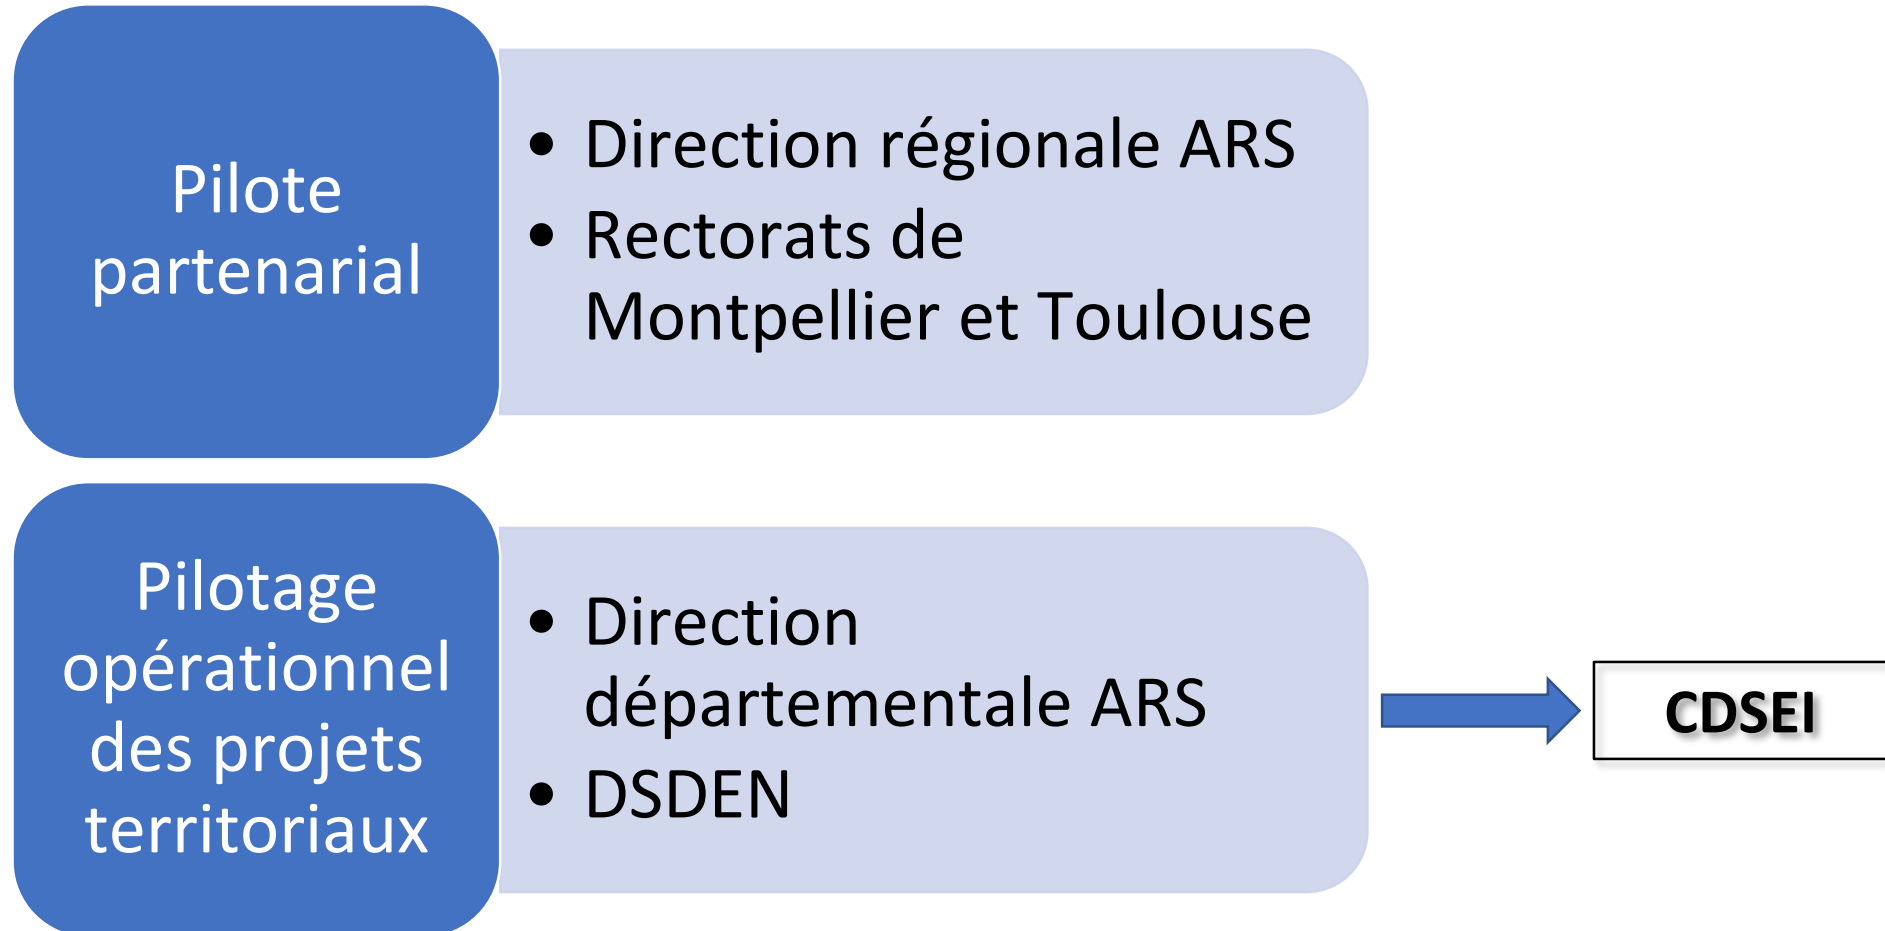 Pilote
partenarial
• Direction régionale ARS
• Rectorats de
Montpellier et Toulouse
Pilotage
opérationnel
des projets
territoriaux
• Direction
départementale ARS
• DSDEN
CDSEI